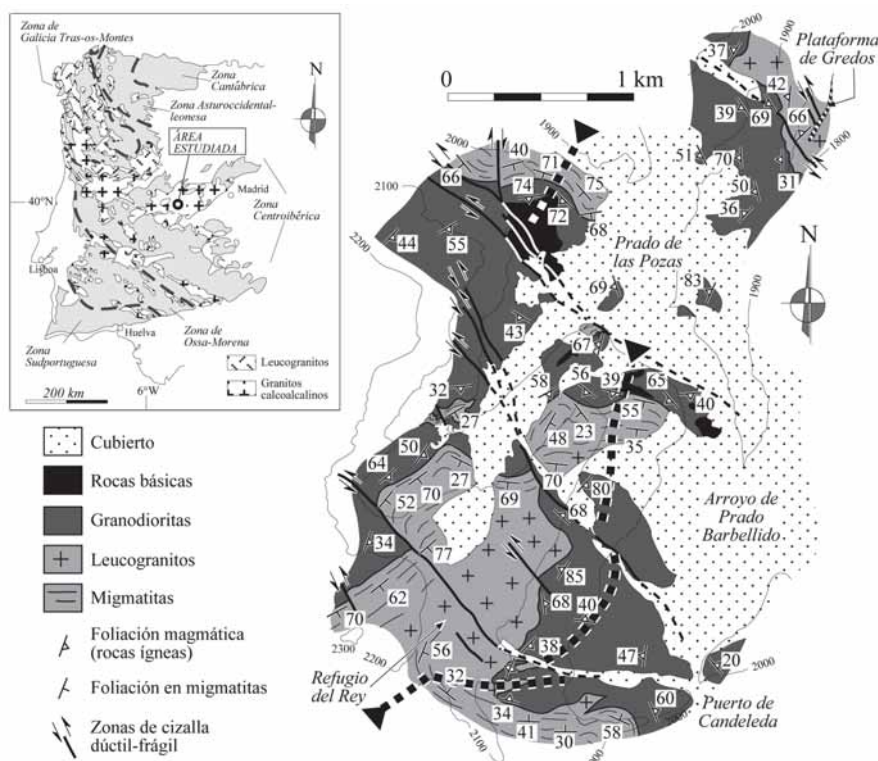 Zona de
Galicia Tras-os-Montes
Zona
Cantábrica
Zona Asturoccidental-
leonesa
ÁREA
ESTUDIADA
N
40°N
Madrid
Zona
Centroibérica
Lisboa
Huelva
Zona de
Ossa-Morena
Zona
Sudportuguesa
6°W
200 km
Leucogranitos
Granitos
calcoalcalinos
Cubierto
Rocas básicas
Granodioritas
Leucogranitos
Migmatitas
Foliación magmática
(rocas ígneas)
Foliación en migmatitas
Zonas de cizalla
dúctil-frágil
0 1 km
N
Plataforma
de Gredos
2000
1900
1800
37
42
39
69
66
51
70
31
50
36
2000
1900
2100
2200
40
71
66
74
75
72
68
44
55
Prado de
las Pozas
69
83
1900
43
67
58
56
39
65
40
32
27
55
48
23
35
50
64
27
70
52
69
70
80
68
34
77
Arroyo de
Prado
Barbellido
85
68
40
62
70
2300
2200
56
38
47
20
2000
32
Refugio
del Rey
34
60
Puerto de
Candeleda
41
30
58
2100